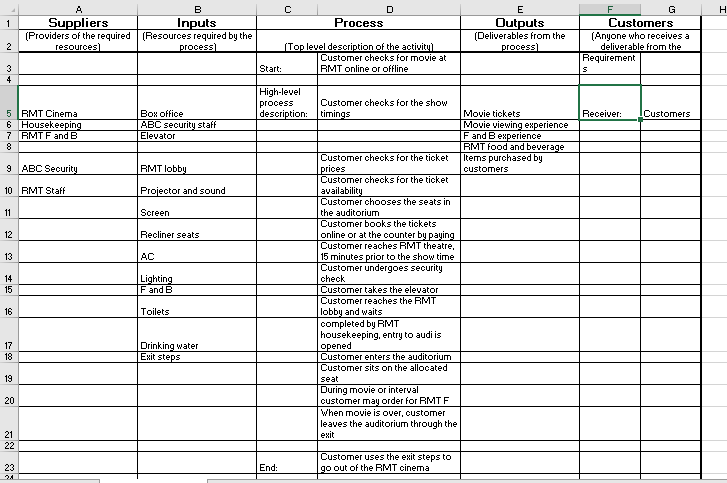 A B C D E F G H
1 Suppliers Inputs Process Outputs Customers
(Providers of the required (Resources required by the (Deliverables from the (Anyone who receives a
2 resources) process) (Top level description of the activity) process) deliverable from the
Customer checks for movie at Requirement
3 Start: RMT online or offline s
4
High-level
process Customer checks for the show
5 RMT Cinema Box office description: timings Movie tickets Receiver: Customers
6 Housekeeping ABC security staff Movie viewing experience
7 RMT F and B Elevator F and B experience
8 RMT food and beverage
Customer checks for the ticket Items purchased by
9 ABC Security RMT lobby prices customers
Customer checks for the ticket
10 RMT Staff Projector and sound availability
Customer chooses the seats in
11 Screen the auditorium
Customer books the tickets
12 Recliner seats online or at the counter by paying
Customer reaches RMT theatre,
13 AC 15 minutes prior to the show time
Customer undergoes security
14 Lighting check
15 F and B Customer takes the elevator
Customer reaches the RMT
16 Toilets lobby and waits
completed by RMT
housekeeping, entry to audi is
17 Drinking water opened
18 Exit steps Customer enters the auditorium
Customer sits on the allocated
19 seat
During movie or interval
20 customer may order for RMT F
When movie is over, customer
leaves the auditorium through the
21 exit
22
Customer uses the exit steps to
23 End: go out of the RMT cinema